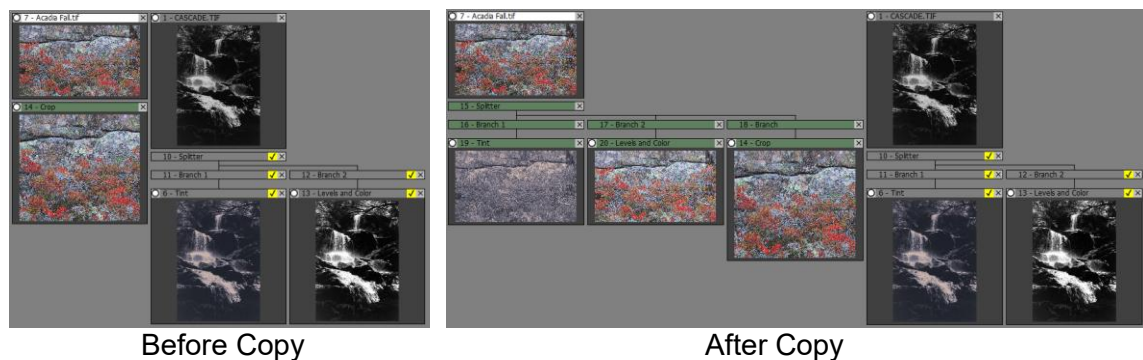 7 - Acadia Fall.tif
1 - CASCADE.TIF
14 - Crop
10 - Splitter
11 - Branch 1
12 - Branch 2
6 - Tint
13 - Levels and Color
Before Copy
7 - Acadia Fall.tif
1 - CASCADE.TIF
15 - Splitter
16 - Branch 1
17 - Branch 2
18 - Branch
19 - Tint
20 - Levels and Color
14 - Crop
10 - Splitter
11 - Branch 1
12 - Branch 2
6 - Tint
13 - Levels and Color
After Copy